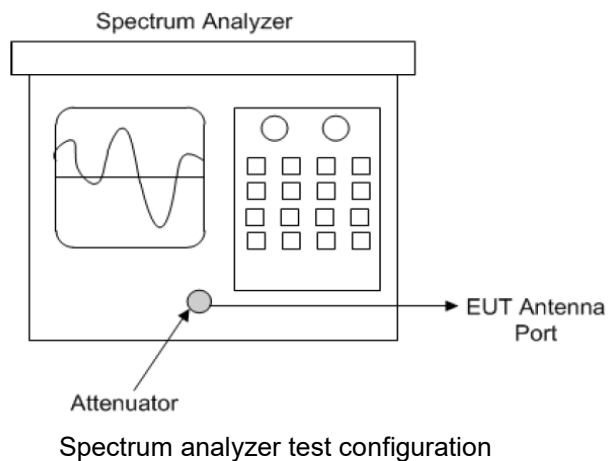 Spectrum Analyzer
EUT Antenna
Port
Attenuator
Spectrum analyzer test configuration